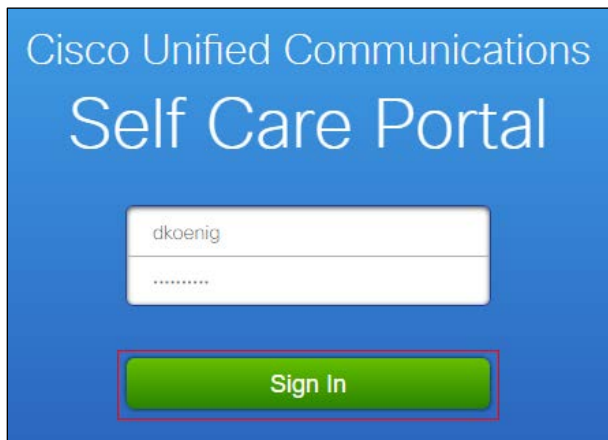 Cisco Unified Communications
Self Care Portal
dkoenig
··········
Sign In